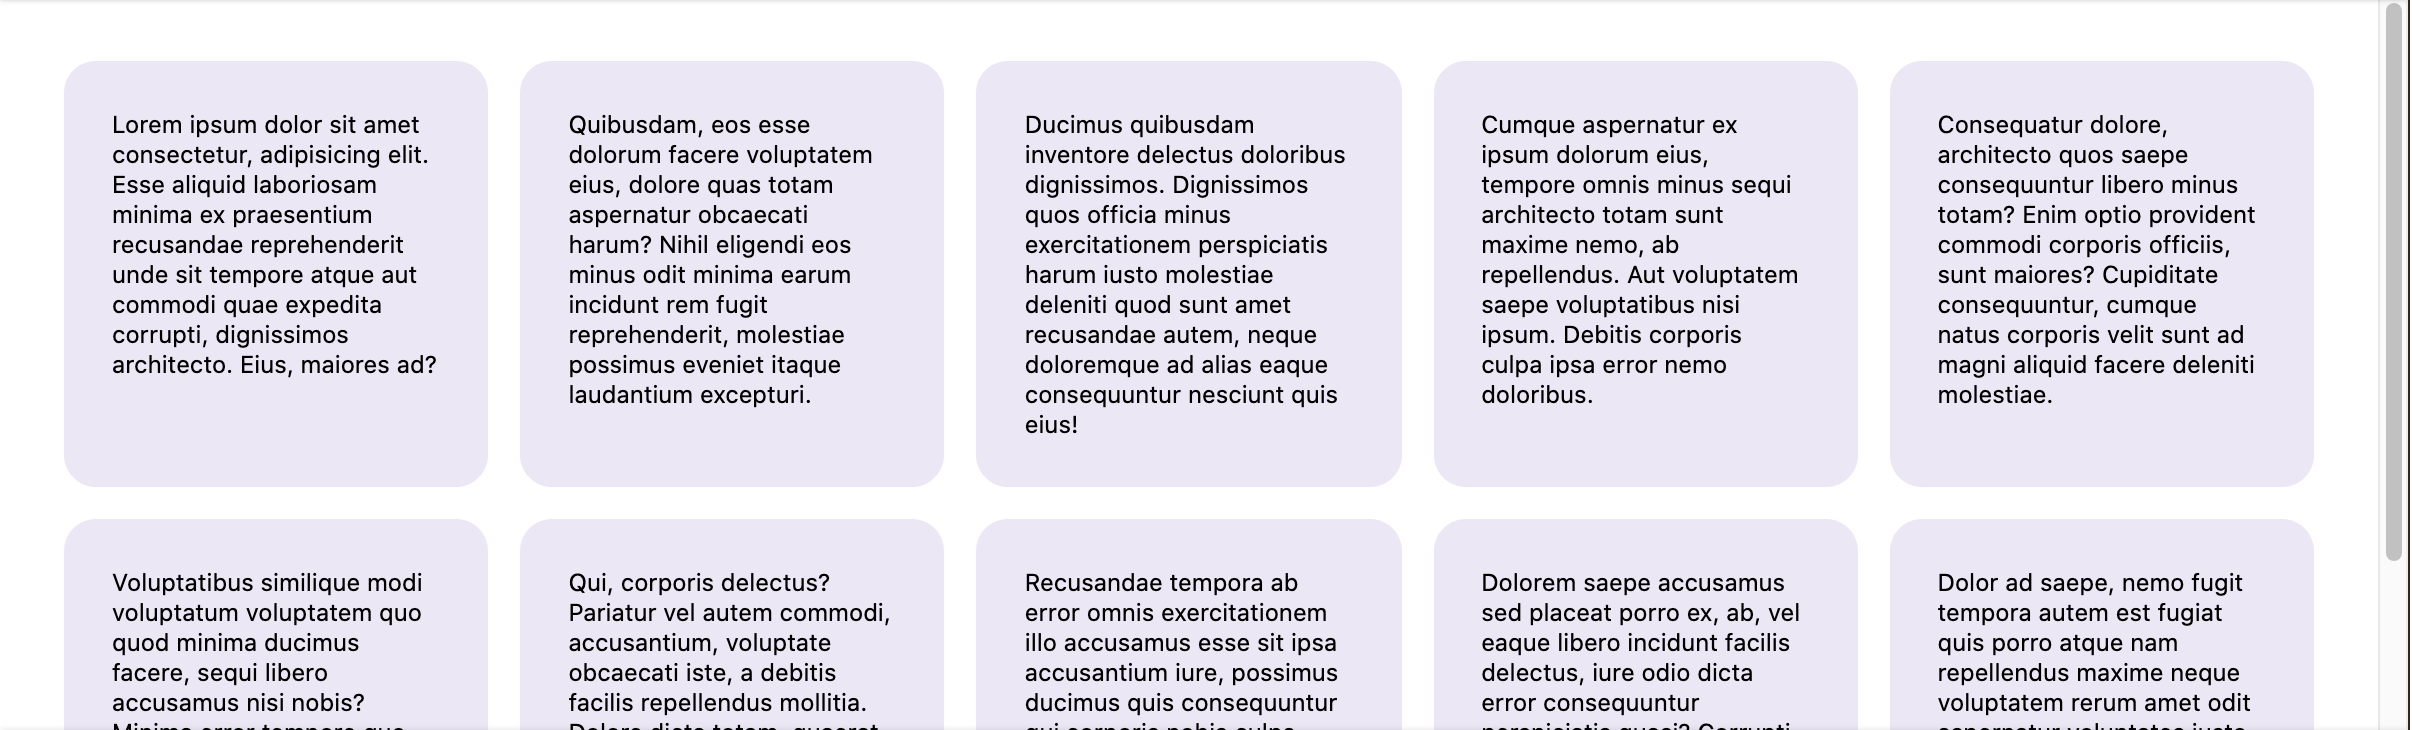 Lorem ipsum dolor sit amet
consectetur, adipisicing elit.
Esse aliquid laboriosam
minima ex praesentium
recusandae reprehenderit
unde sit tempore atque aut
commodi quae expedita
corrupti, dignissimos
architecto. Eius, maiores ad?
Quibusdam, eos esse
dolorum facere voluptatem
eius, dolore quas totam
aspernatur obcaecati
harum? Nihil eligendi eos
minus odit minima earum
incidunt rem fugit
reprehenderit, molestiae
possimus eveniet itaque
laudantium excepturi.
Ducimus quibusdam
inventore delectus doloribus
dignissimos. Dignissimos
quos officia minus
exercitationem perspiciatis
harum iusto molestiae
deleniti quod sunt amet
recusandae autem, neque
doloremque ad alias eaque
consequuntur nesciunt quis
eius!
Cumque aspernatur ex
ipsum dolorum eius,
tempore omnis minus sequi
architecto totam sunt
maxime nemo, ab
repellendus. Aut voluptatem
saepe voluptatibus nisi
ipsum. Debitis corporis
culpa ipsa error nemo
doloribus.
Consequatur dolore,
architecto quos saepe
consequuntur libero minus
totam? Enim optio provident
commodi corporis officiis,
sunt maiores? Cupiditate
consequuntur, cumque
natus corporis velit sunt ad
magni aliquid facere deleniti
molestiae.
Voluptatibus similique modi
voluptatum voluptatem quo
quod minima ducimus
facere, sequi libero
accusamus nisi nobis?
Qui, corporis delectus?
Pariatur vel autem commodi,
accusantium, voluptate
obcaecati iste, a debitis
facilis repellendus mollitia.
Recusandae tempora ab
error omnis exercitationem
illo accusamus esse sit ipsa
accusantium iure, possimus
ducimus quis consequuntur
Dolorem saepe accusamus
sed placeat porro ex, ab, vel
eaque libero incidunt facilis
delectus, iure odio dicta
error consequuntur
Dolor ad saepe, nemo fugit
tempora autem est fugiat
quis porro atque nam
repellendus maxime neque
voluptatem rerum amet odit